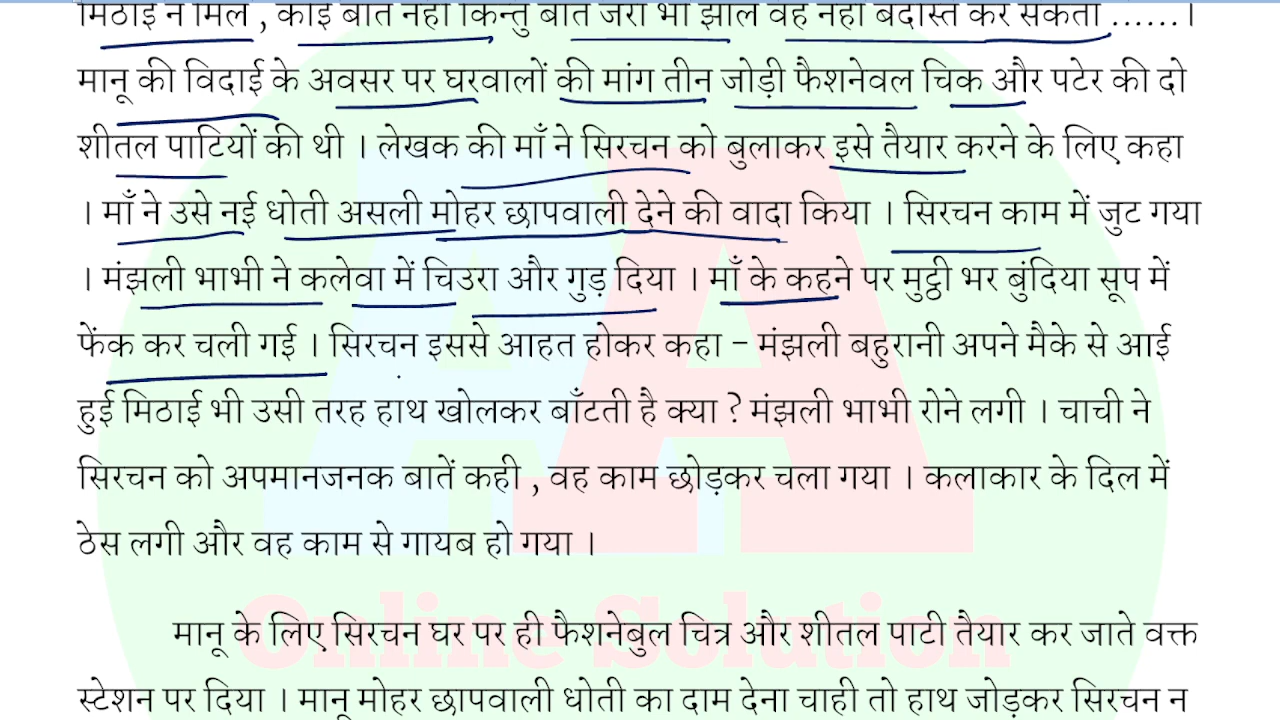 मिठाई न मिले , कोई बात नहीं किन्तु बात जरा भी झाल वह नहीं बर्दास्त कर सकता ......।
मानू की विदाई के अवसर पर घरवालों की मांग तीन जोड़ी फैशनेवल चिक और पटेर की दो
शीतल पाटियों की थी । लेखक की माँ ने सिरचन को बुलाकर इसे तैयार करने के लिए कहा
। माँ ने उसे नई धोती असली मोहर छापवाली देने की वादा किया । सिरचन काम में जुट गया
। मंझली भाभी ने कलेवा में चिउरा और गुड़ दिया । माँ के कहने पर मुट्ठी भर बुंदिया सूप में
फेंक कर चली गई । सिरचन इससे आहत होकर कहा – मंझली बहुरानी अपने मैके से आई
हुई मिठाई भी उसी तरह हाथ खोलकर बाँटती है क्या ? मंझली भाभी रोने लगी । चाची ने
सिरचन को अपमानजनक बातें कही , वह काम छोड़कर चला गया । कलाकार के दिल में
ठेस लगी और वह काम से गायब हो गया ।
मानू के लिए सिरचन घर पर ही फैशनेबुल चित्र और शीतल पाटी तैयार कर जाते वक्त
स्टेशन पर दिया । मानू मोहर छापवाली धोती का दाम देना चाही तो हाथ जोड़कर सिरचन न
Online Solution